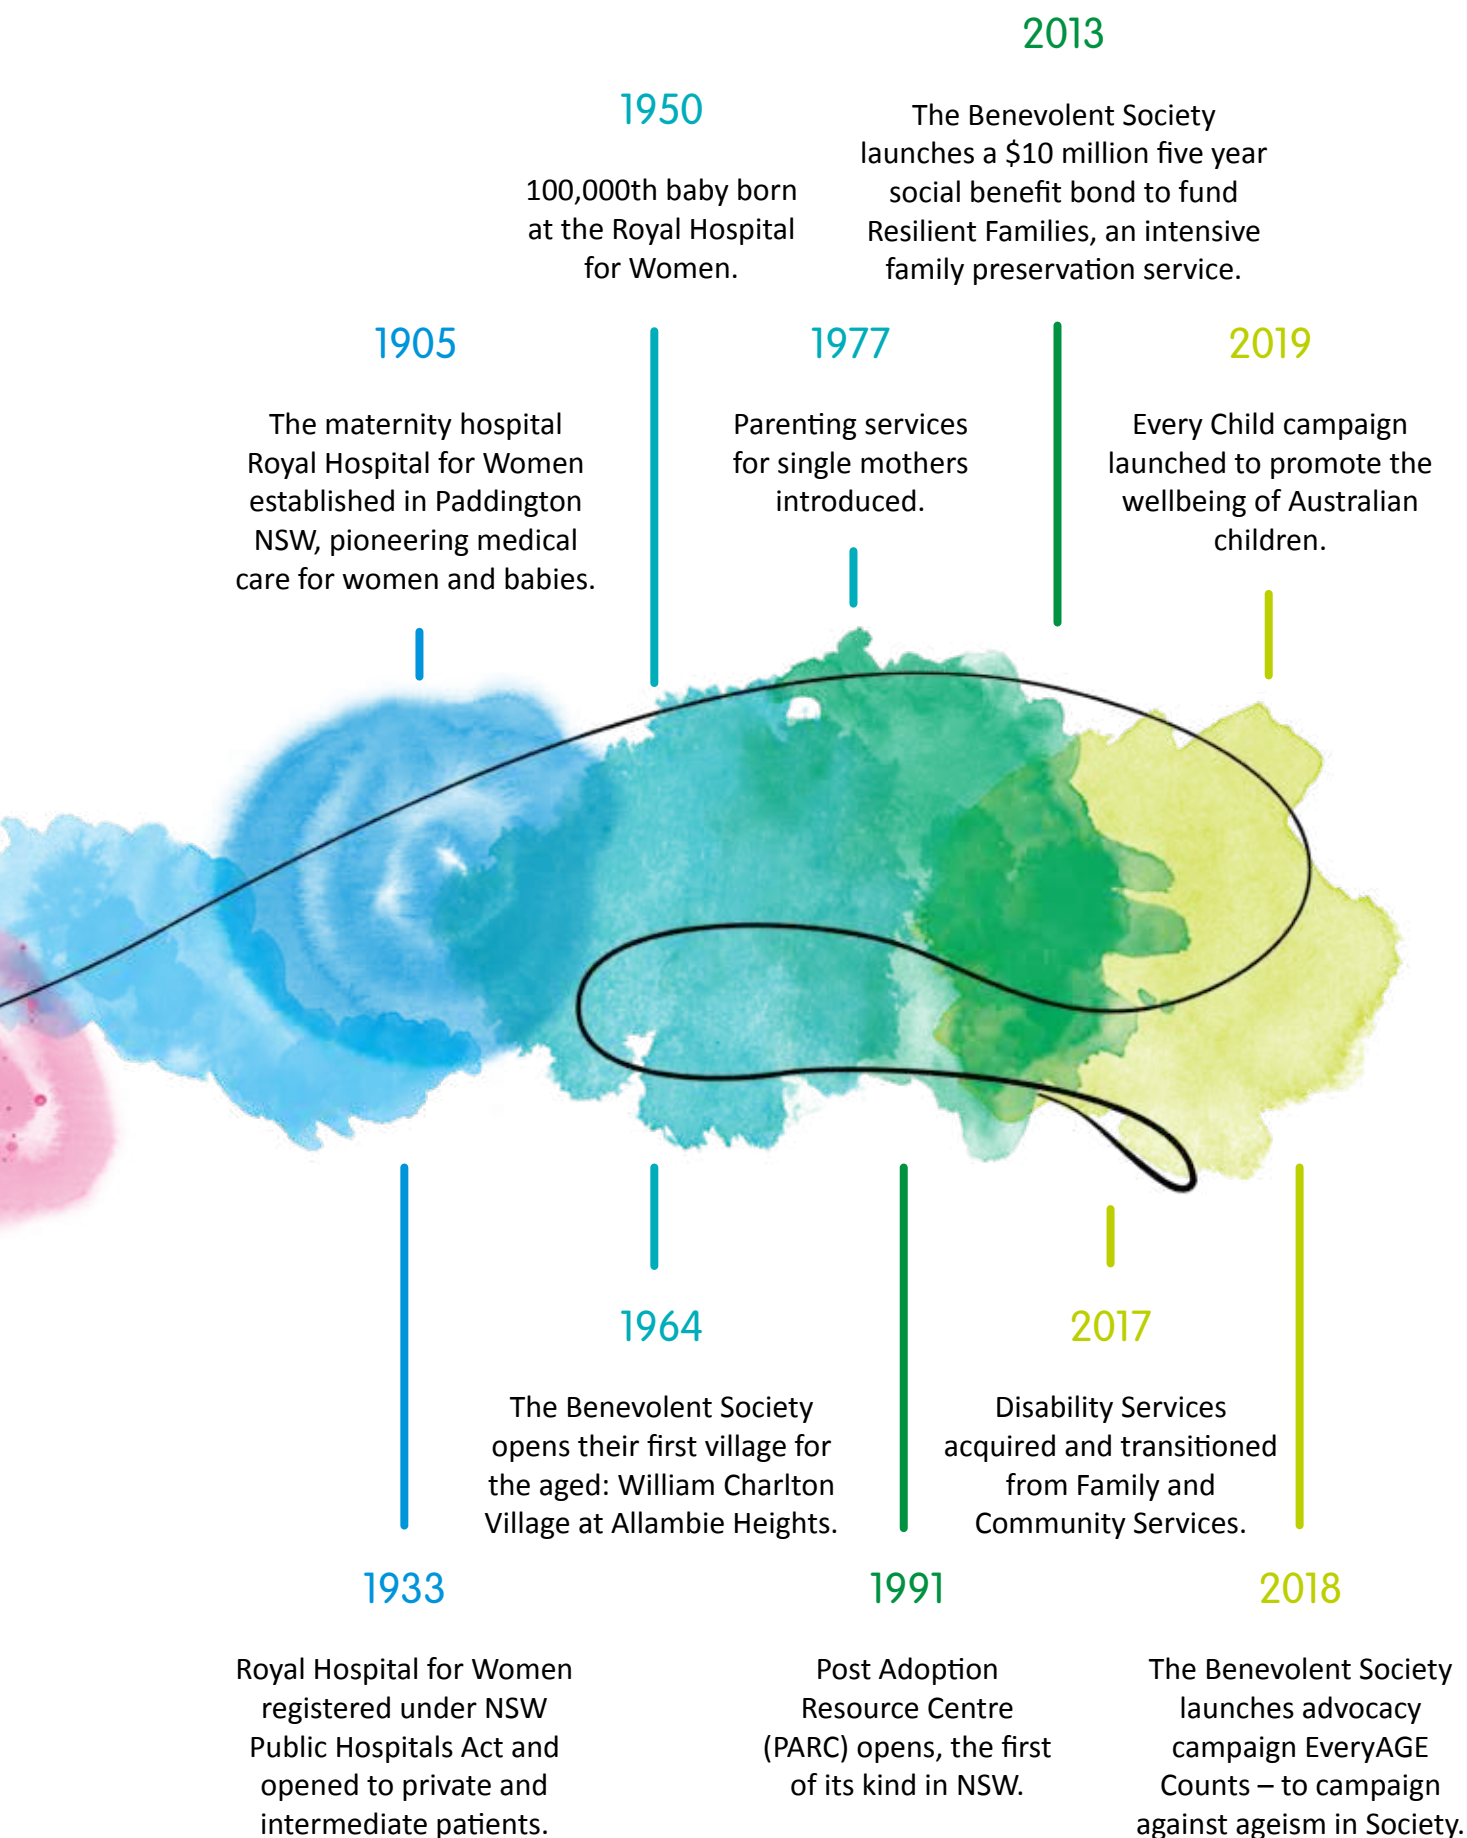 2013
The Benevolent Society
launches a $10 million five year
social benefit bond to fund
Resilient Families, an intensive
family preservation service.
1950
100,000th baby born
at the Royal Hospital
for Women.
1905
The maternity hospital
Royal Hospital for Women
established in Paddington
NSW, pioneering medical
care for women and babies.
1977
Parenting services
for single mothers
introduced.
2019
Every Child campaign
launched to promote the
wellbeing of Australian
children.
1964
The Benevolent Society
opens their first village for
the aged: William Charlton
Village at Allambie Heights.
2017
Disability Services
acquired and transitioned
from Family and
Community Services.
1933
Royal Hospital for Women
registered under NSW
Public Hospitals Act and
opened to private and
intermediate patients.
1991
Post Adoption
Resource Centre
(PARC) opens, the first
of its kind in NSW.
2018
The Benevolent Society
launches advocacy
campaign EveryAGE
Counts – to campaign
against ageism in Society.